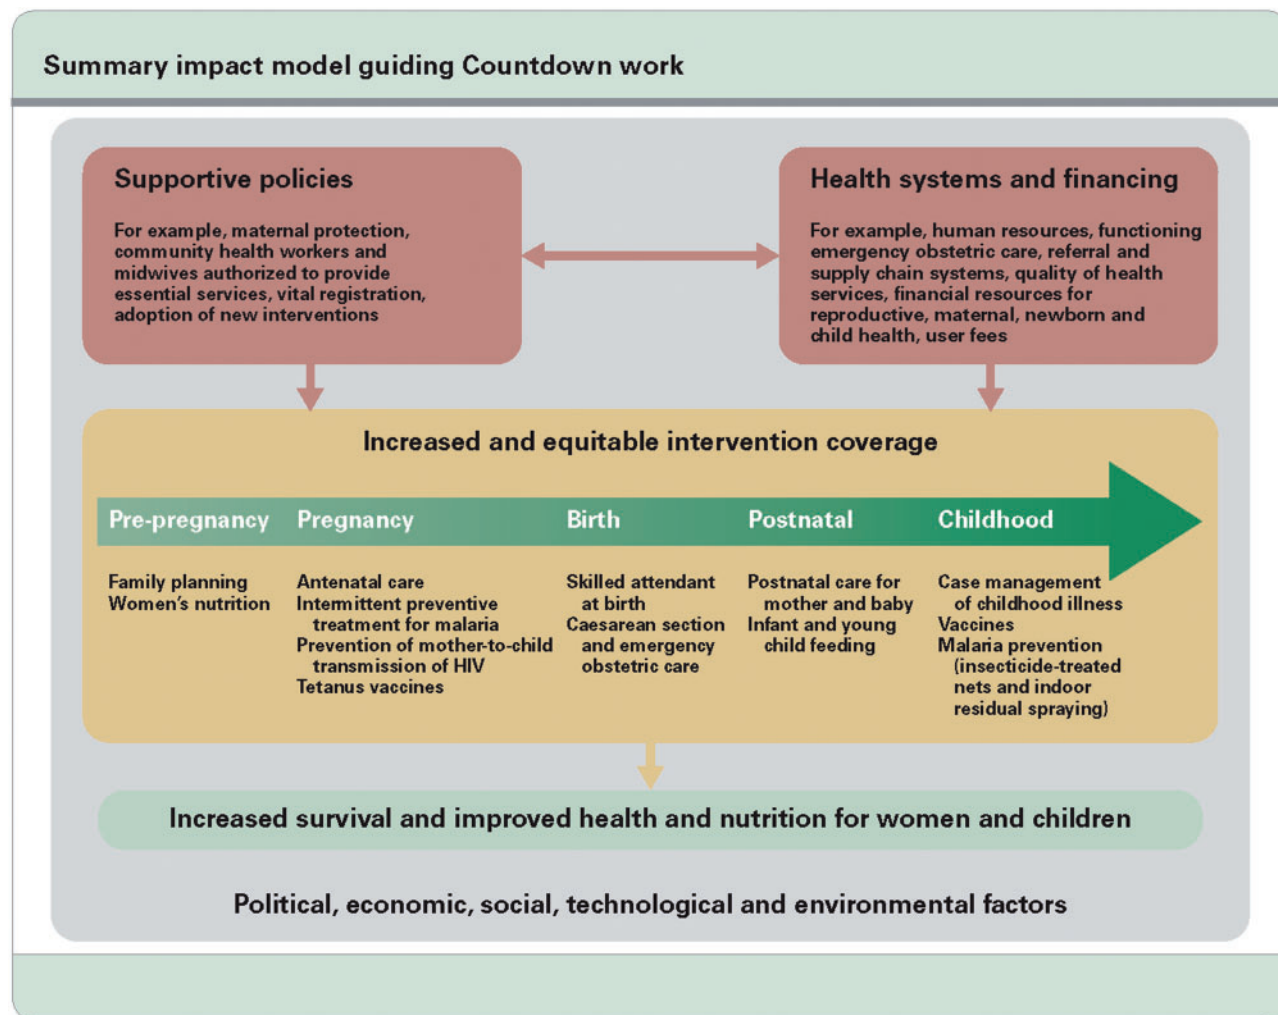 Summary impact model guiding Countdown work
Supportive policies
For example, maternal protection,
community health workers and
midwives authorized to provide
essential services, vital registration,
adoption of new interventions
Health systems and financing
For example, human resources, functioning
emergency obstetric care, referral and
supply chain systems, quality of health
services, financial resources for
reproductive, maternal, newborn and
child health, user fees
Increased and equitable intervention coverage
Pre-pregnancy
Family planning
Women's nutrition
Pregnancy
Antenatal care
Intermittent preventive
treatment for malaria
Prevention of mother-to-child
transmission of HIV
Tetanus vaccines
Birth
Skilled attendant
at birth
Caesarean section
and emergency
obstetric care
Postnatal
Postnatal care for
mother and baby
Infant and young
child feeding
Childhood
Case management
of childhood illness
Vaccines
Malaria prevention
(insecticide-treated
nets and indoor
residual spraying)
Increased survival and improved health and nutrition for women and children
Political, economic, social, technological and environmental factors